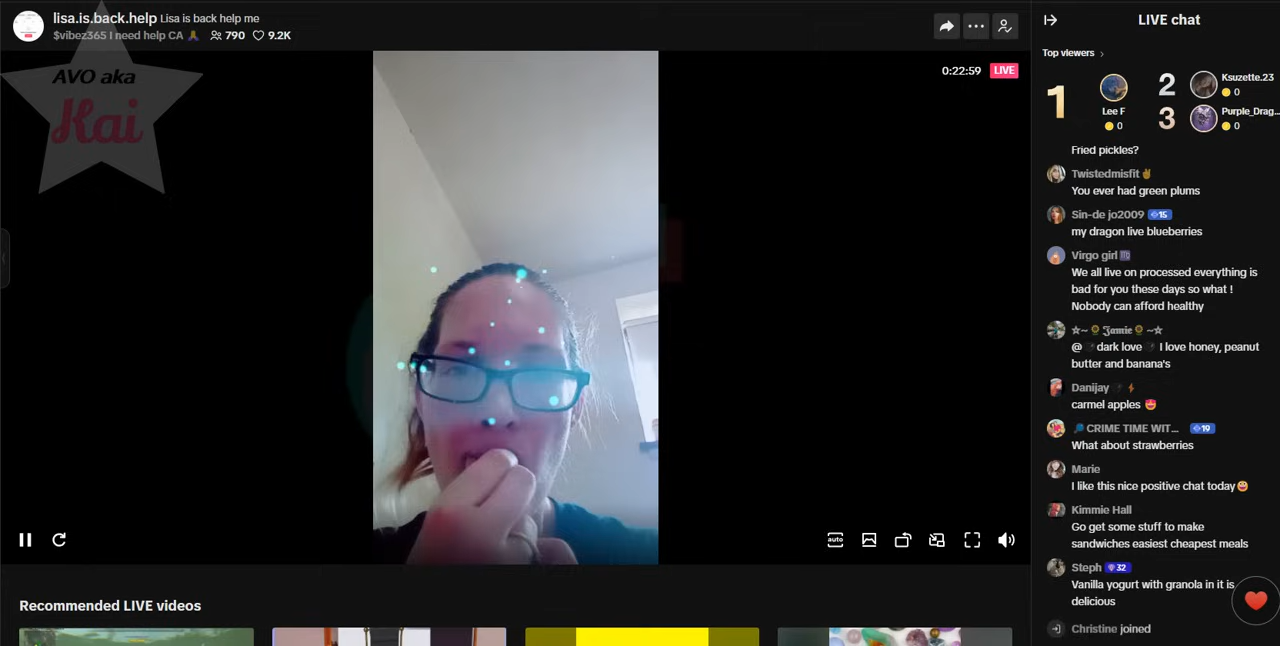 lisa.is.back.help Lisa is back help me
$vibez365 I need help CA 🙏 790 9.2K
AVO aka
Kai
0:22:59 LIVE
auto
Recommended LIVE videos
LIVE chat
Top viewers
1
Lee F
0
2
Ksuzette.23
0
3
Purple_Drag...
0
Fried pickles?
Twistedmisfit✌
You ever had green plums
Sin-de jo2009 15
my dragon live blueberries
Virgo girl♍
We all live on processed everything is
bad for you these days so what !
Nobody can afford healthy
☆~🌻𝕵𝖆𝖒𝖎𝖊🌻~☆
@ dark love I love honey, peanut
butter and banana's
Danijay
carmel apples 😍
CRIME TIME WIT... 19
What about strawberries
Marie
I like this nice positive chat today😃
Kimmie Hall
Go get some stuff to make
sandwiches easiest cheapest meals
Steph 32
Vanilla yogurt with granola in it is
delicious
Christine joined